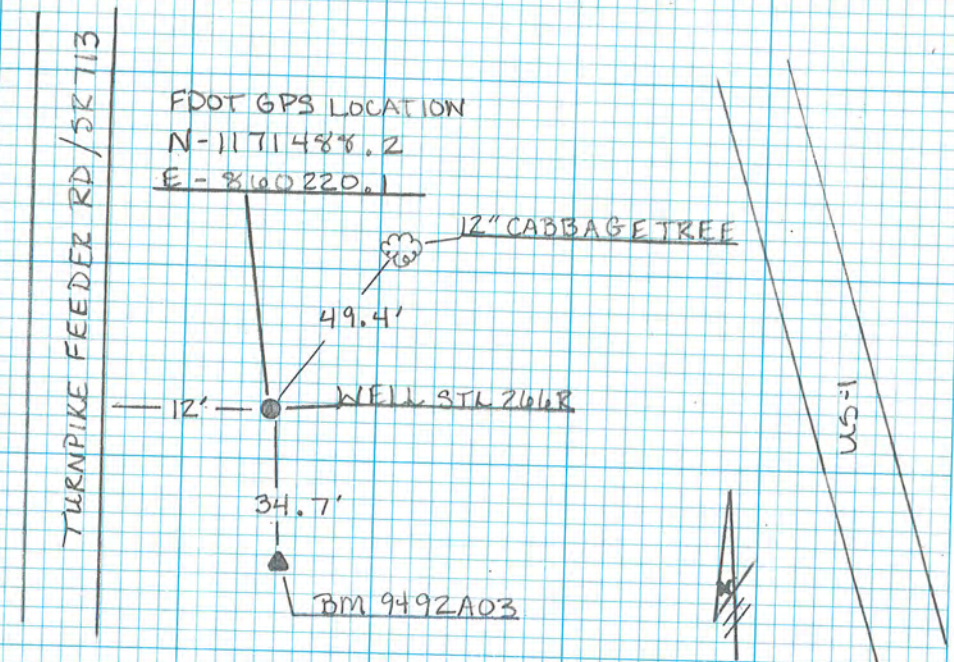 TURNPIKE FEEDER RD/SR 713
FDOT GPS LOCATION
N-1171488.2
E-860220.1
12" CABBAGE TREE
49.4'
12'
WELL STL 266R
US-1
34.7'
BM 9492A03